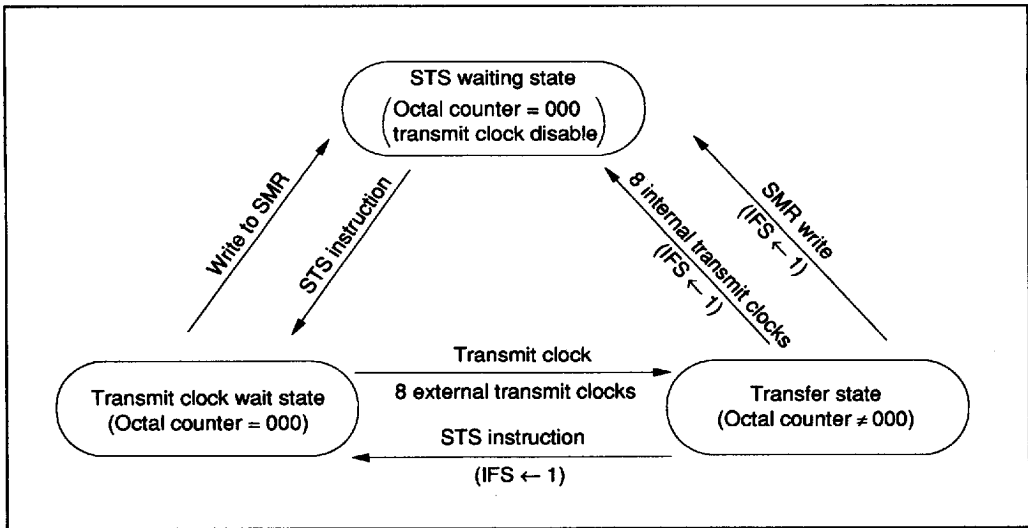 STS waiting state
(Octal counter = 000
transmit clock disable)
Write to SMR
STS instruction
8 internal transmit clocks
(IFS ← 1)
SMR write
(IFS ← 1)
Transmit clock wait state
(Octal counter = 000)
Transmit clock
8 external transmit clocks
STS instruction
(IFS ← 1)
Transfer state
(Octal counter ≠ 000)